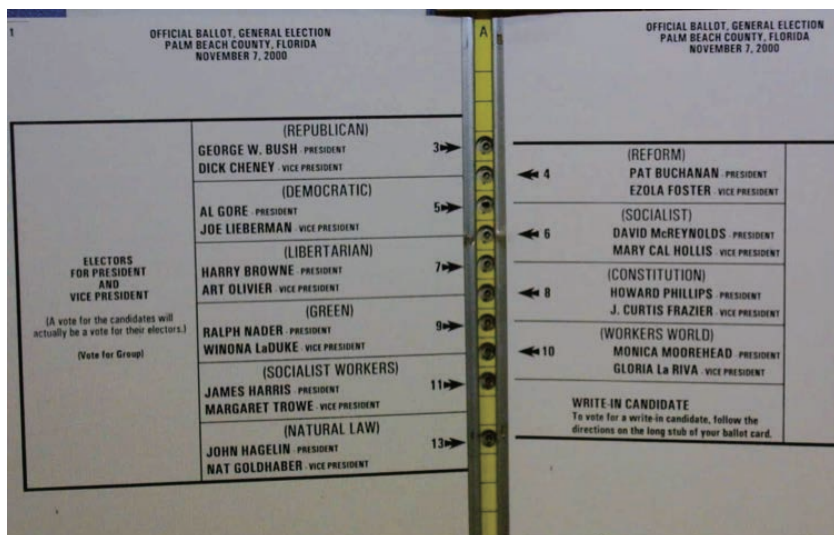 1
OFFICIAL BALLOT, GENERAL ELECTION
PALM BEACH COUNTY, FLORIDA
NOVEMBER 7, 2000
ELECTORS
FOR PRESIDENT
AND
VICE PRESIDENT
(A vote for the candidates will
actually be a vote for their electors.)
(Vote for Group)
(REPUBLICAN)
GEORGE W. BUSH - PRESIDENT 3
DICK CHENEY - VICE PRESIDENT
(DEMOCRATIC)
AL GORE - PRESIDENT 5
JOE LIEBERMAN - VICE PRESIDENT
(LIBERTARIAN)
HARRY BROWNE - PRESIDENT 7
ART OLIVIER - VICE PRESIDENT
(GREEN)
RALPH NADER - PRESIDENT 9
WINONA LaDUKE - VICE PRESIDENT
(SOCIALIST WORKERS)
JAMES HARRIS - PRESIDENT 11
MARGARET TROWE - VICE PRESIDENT
(NATURAL LAW)
JOHN HAGELIN - PRESIDENT 13
NAT GOLDHABER - VICE PRESIDENT
A
OFFICIAL BALLOT, GENERAL ELECTION
PALM BEACH COUNTY, FLORIDA
NOVEMBER 7, 2000
(REFORM)
4 PAT BUCHANAN - PRESIDENT
EZOLA FOSTER - VICE PRESIDENT
(SOCIALIST)
6 DAVID McREYNOLDS - PRESIDENT
MARY CAL HOLLIS - VICE PRESIDENT
(CONSTITUTION)
8 HOWARD PHILLIPS - PRESIDENT
J. CURTIS FRAZIER - VICE PRESIDENT
(WORKERS WORLD)
10 MONICA MOOREHEAD - PRESIDENT
GLORIA La RIVA - VICE PRESIDENT
WRITE-IN CANDIDATE
To vote for a write-in candidate, follow the
directions on the long stub of your ballot card.